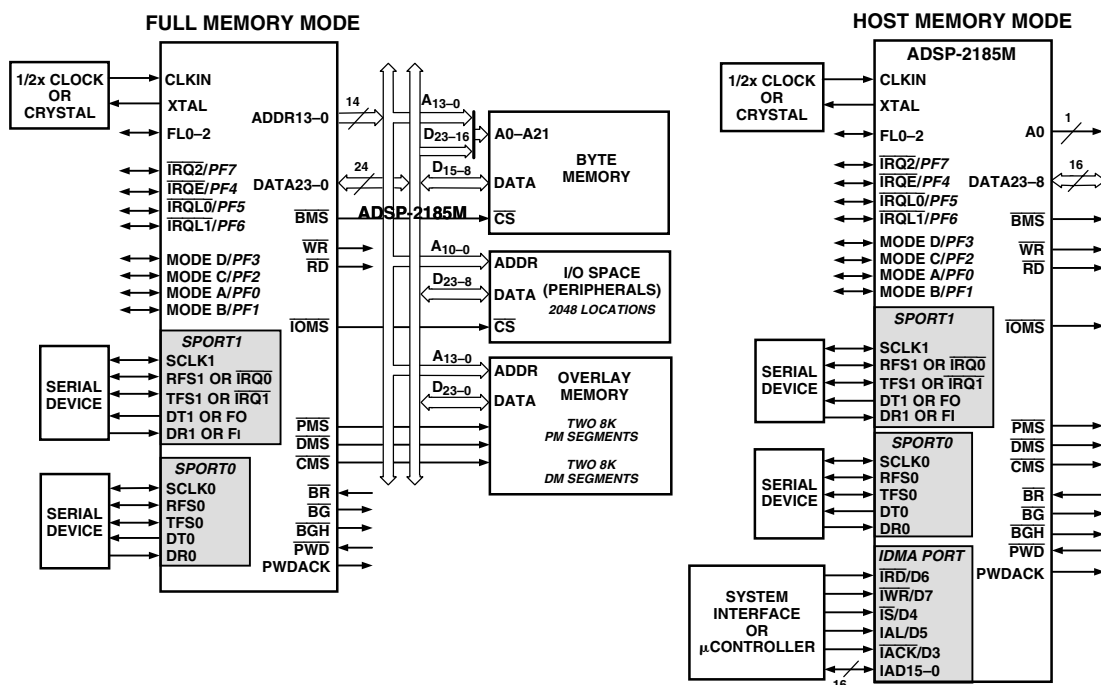 FULL MEMORY MODE
1/2x CLOCK
OR
CRYSTAL
CLKIN
XTAL
FL0–2
IRQ2/PF7
IRQE/PF4
IRQL0/PF5
IRQL1/PF6
MODE D/PF3
MODE C/PF2
MODE A/PF0
MODE B/PF1
SERIAL
DEVICE
SPORT1
SCLK1
RFS1 OR IRQ0
TFS1 OR IRQ1
DT1 OR FO
DR1 OR FI
SERIAL
DEVICE
SPORT0
SCLK0
RFS0
TFS0
DT0
DR0
ADDR13–0
14
DATA23–0
24
ADSP-2185M
BMS
WR
RD
IOMS
PMS
DMS
CMS
BR
BG
BGH
PWD
PWDACK
A13–0
D23–16
D15–8
A0–A21
DATA
CS
BYTE
MEMORY
A10–0
D23–8
ADDR
DATA
CS
I/O SPACE
(PERIPHERALS)
2048 LOCATIONS
A13–0
D23–0
ADDR
DATA
OVERLAY
MEMORY
TWO 8K
PM SEGMENTS
TWO 8K
DM SEGMENTS
HOST MEMORY MODE
ADSP-2185M
1/2x CLOCK
OR
CRYSTAL
CLKIN
XTAL
FL0–2
IRQ2/PF7
IRQE/PF4
IRQL0/PF5
IRQL1/PF6
MODE D/PF3
MODE C/PF2
MODE A/PF0
MODE B/PF1
SERIAL
DEVICE
SPORT1
SCLK1
RFS1 OR IRQ0
TFS1 OR IRQ1
DT1 OR FO
DR1 OR FI
SERIAL
DEVICE
SPORT0
SCLK0
RFS0
TFS0
DT0
DR0
SYSTEM
INTERFACE
OR
μCONTROLLER
IDMA PORT
IRD/D6
IWR/D7
IS/D4
IAL/D5
IACK/D3
IAD15–0
16
A0
1
DATA23–8
16
BMS
WR
RD
IOMS
PMS
DMS
CMS
BR
BG
BGH
PWD
PWDACK